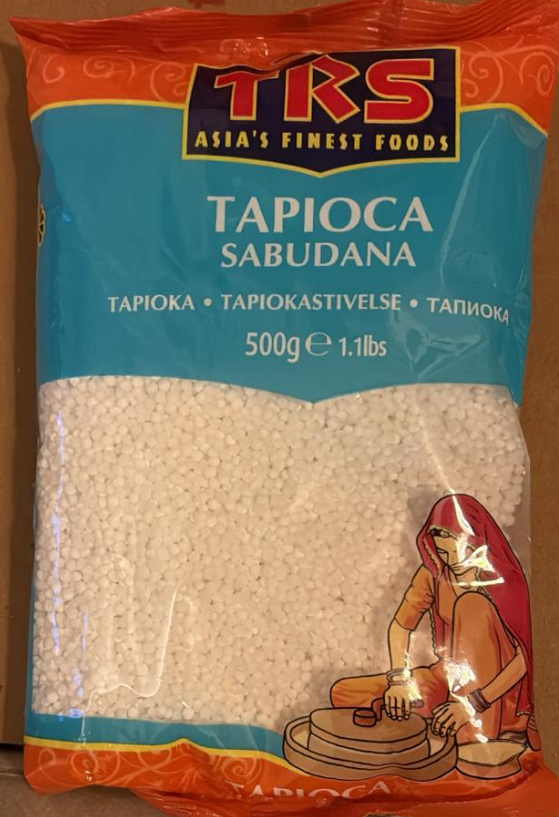 TRS
ASIA'S FINEST FOODS
TAPIOCA
SABUDANA
TAPIOKA • TAPIOKASTIVELSE • ТАПИОКА
500g℮ 1.1lbs
TAPIOCA